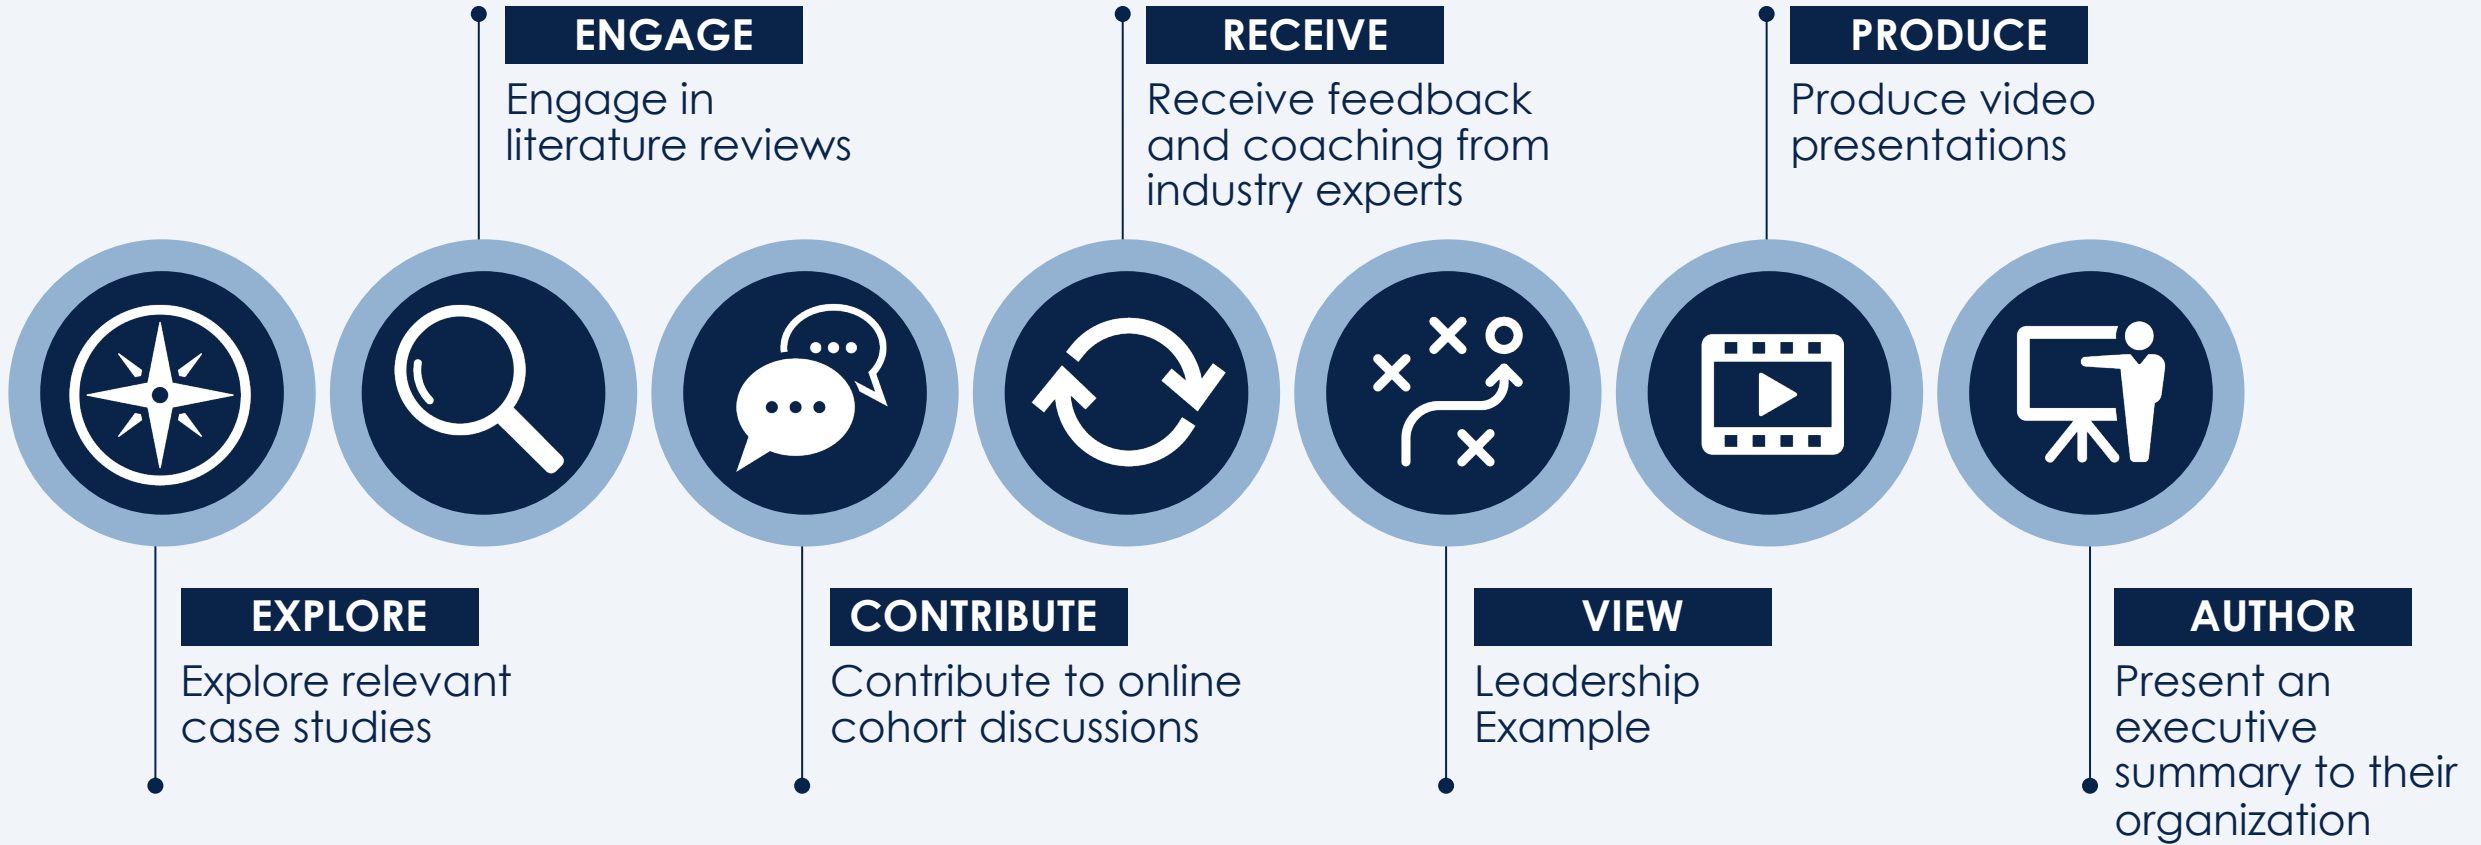 ENGAGE
Engage in
literature reviews
RECEIVE
Receive feedback
and coaching from
industry experts
PRODUCE
Produce video
presentations
EXPLORE
Explore relevant
case studies
CONTRIBUTE
Contribute to online
cohort discussions
VIEW
Leadership
Example
AUTHOR
Present an
executive
summary to their
organization